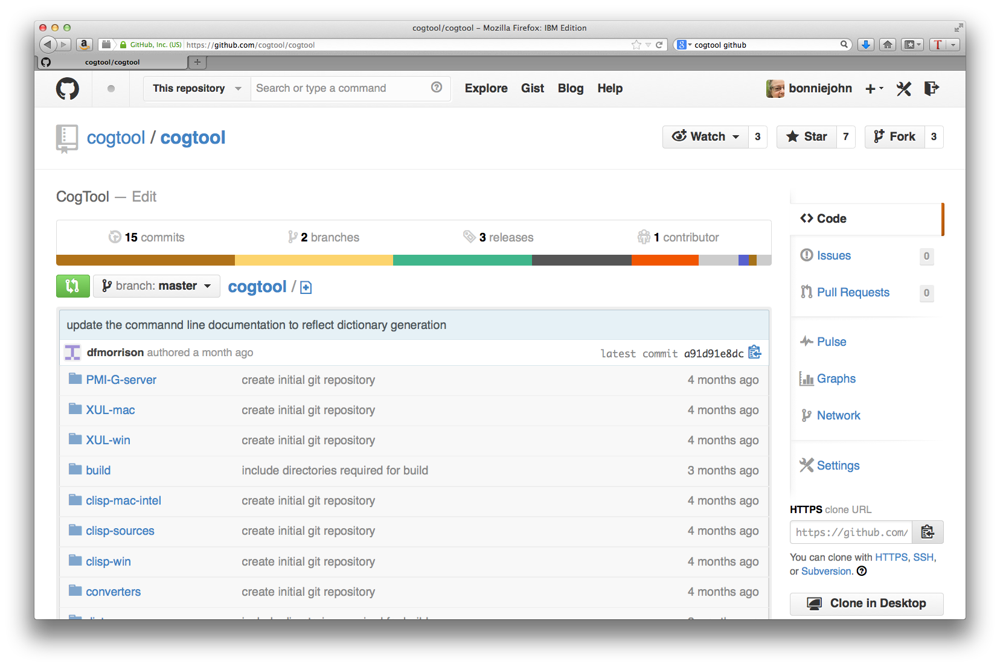 cogtool/cogtool – Mozilla Firefox: IBM Edition
a GitHub, Inc. (US) https://github.com/cogtool/cogtool 8 cogtool github T
cogtool/cogtool +
This repository Search or type a command Explore Gist Blog Help bonniejohn
cogtool / cogtool Watch 3 Star 7 Fork 3
CogTool — Edit
15 commits 2 branches 3 releases 1 contributor
branch: master cogtool /
update the commannd line documentation to reflect dictionary generation
dfmorrison authored a month ago latest commit a91d91e8dc
PMI-G-server create initial git repository 4 months ago
XUL-mac create initial git repository 4 months ago
XUL-win create initial git repository 4 months ago
build include directories required for build 3 months ago
clisp-mac-intel create initial git repository 4 months ago
clisp-sources create initial git repository 4 months ago
clisp-win create initial git repository 4 months ago
converters create initial git repository 4 months ago
Code
Issues 0
Pull Requests 0
Pulse
Graphs
Network
Settings
HTTPS clone URL
https://github.com/
You can clone with HTTPS, SSH,
or Subversion.
Clone in Desktop